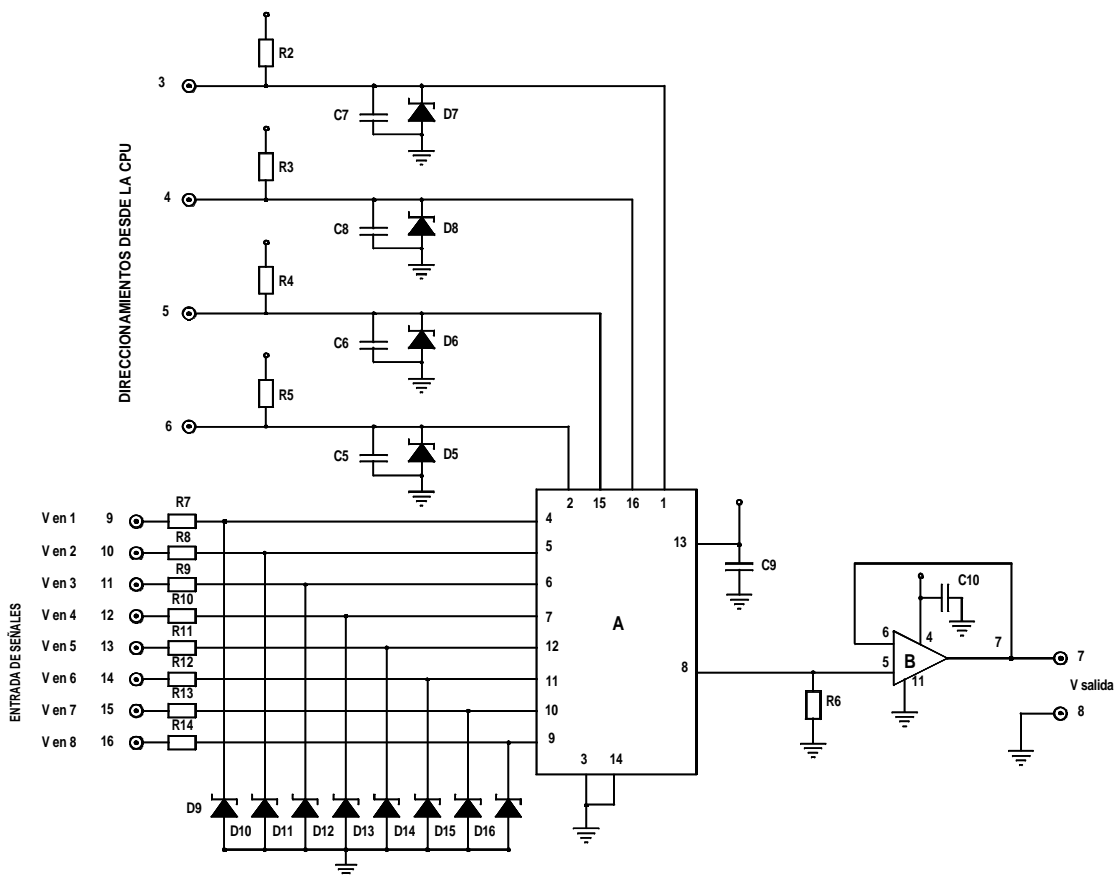 R2
3
C7 D7
R3
4
C8 D8
R4
5
C6 D6
R5
6
C5 D5
DIRECCIONAMIENTOS DESDE LA CPU
2 15 16 1
ENTRADA DE SEÑALES
V en 1 9 R7 4
V en 2 10 R8 5
V en 3 11 R9 6
V en 4 12 R10 7
V en 5 13 R11 12
V en 6 14 R12 11
V en 7 15 R13 10
V en 8 16 R14 9
A
13
C9
8
3 14
R6
C10
6
4
5
B
11
7
7
V salida
8
D9 D10 D11 D12 D13 D14 D15 D16